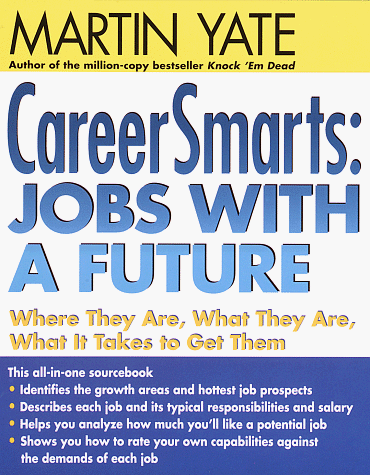 MARTIN YATE
Author of the million-copy bestseller Knock 'Em Dead
CareerSmarts:
JOBS WITH
A FUTURE
Where They Are, What They Are,
What It Takes to Get Them
This all-in-one sourcebook
• Identifies the growth areas and hottest job prospects
• Describes each job and its typical responsibilities and salary
• Helps you analyze how much you'll like a potential job
• Shows you how to rate your own capabilities against
the demands of each job